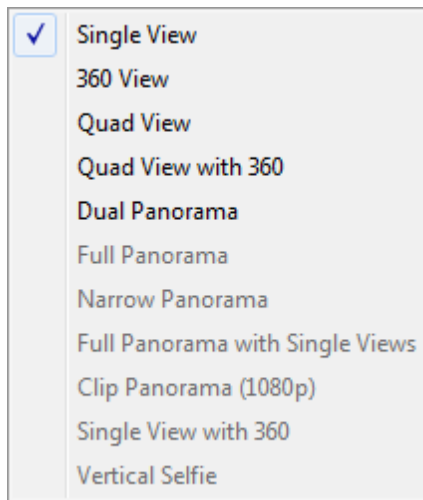 Single View
360 View
Quad View
Quad View with 360
Dual Panorama
Full Panorama
Narrow Panorama
Full Panorama with Single Views
Clip Panorama (1080p)
Single View with 360
Vertical Selfie